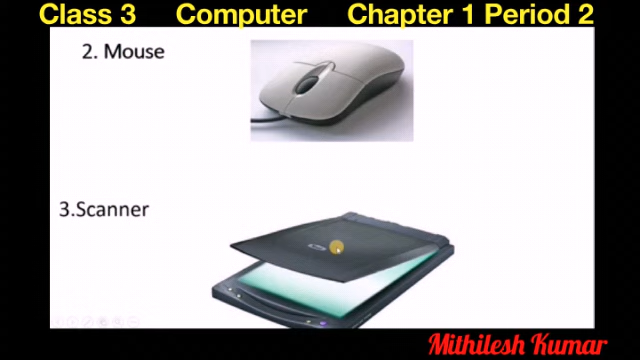 Class 3 Computer Chapter 1 Period 2
2. Mouse
3.Scanner
Mithilesh Kumar